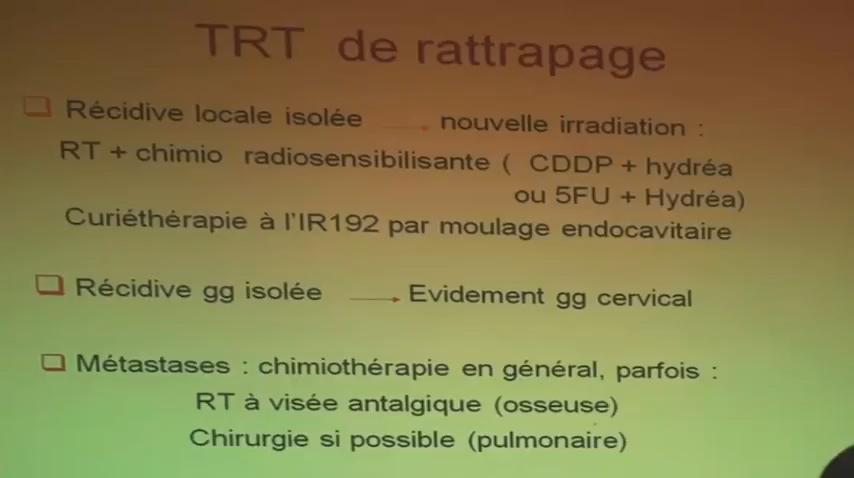 TRT de rattrapage
Récidive locale isolée → nouvelle irradiation :
RT + chimio radiosensibilisante ( CDDP + hydréa
ou 5FU + Hydréa)
Curiéthérapie à l'IR192 par moulage endocavitaire
Récidive gg isolée → Evidement gg cervical
Métastases : chimiothérapie en général, parfois :
RT à visée antalgique (osseuse)
Chirurgie si possible (pulmonaire)